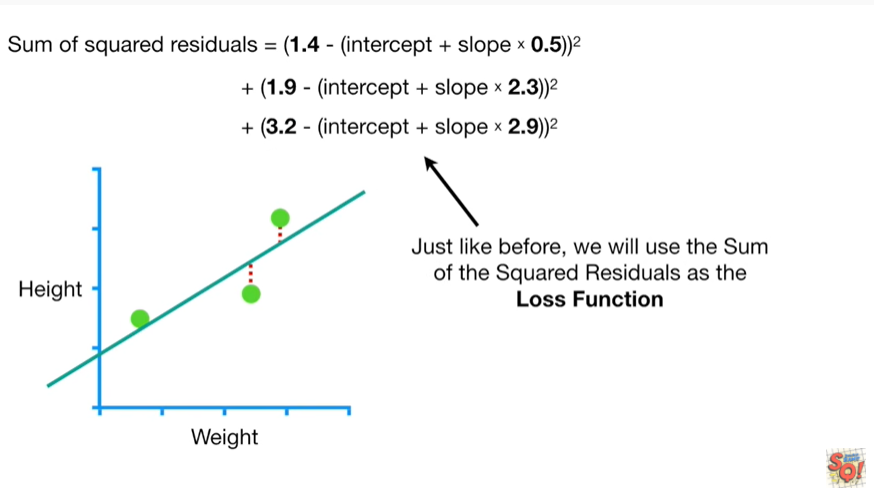 Sum of squared residuals = (1.4 - (intercept + slope × 0.5))²
+ (1.9 - (intercept + slope × 2.3))²
+ (3.2 - (intercept + slope × 2.9))²
Just like before, we will use the Sum
of the Squared Residuals as the
Loss Function
Height
Weight
SQ!